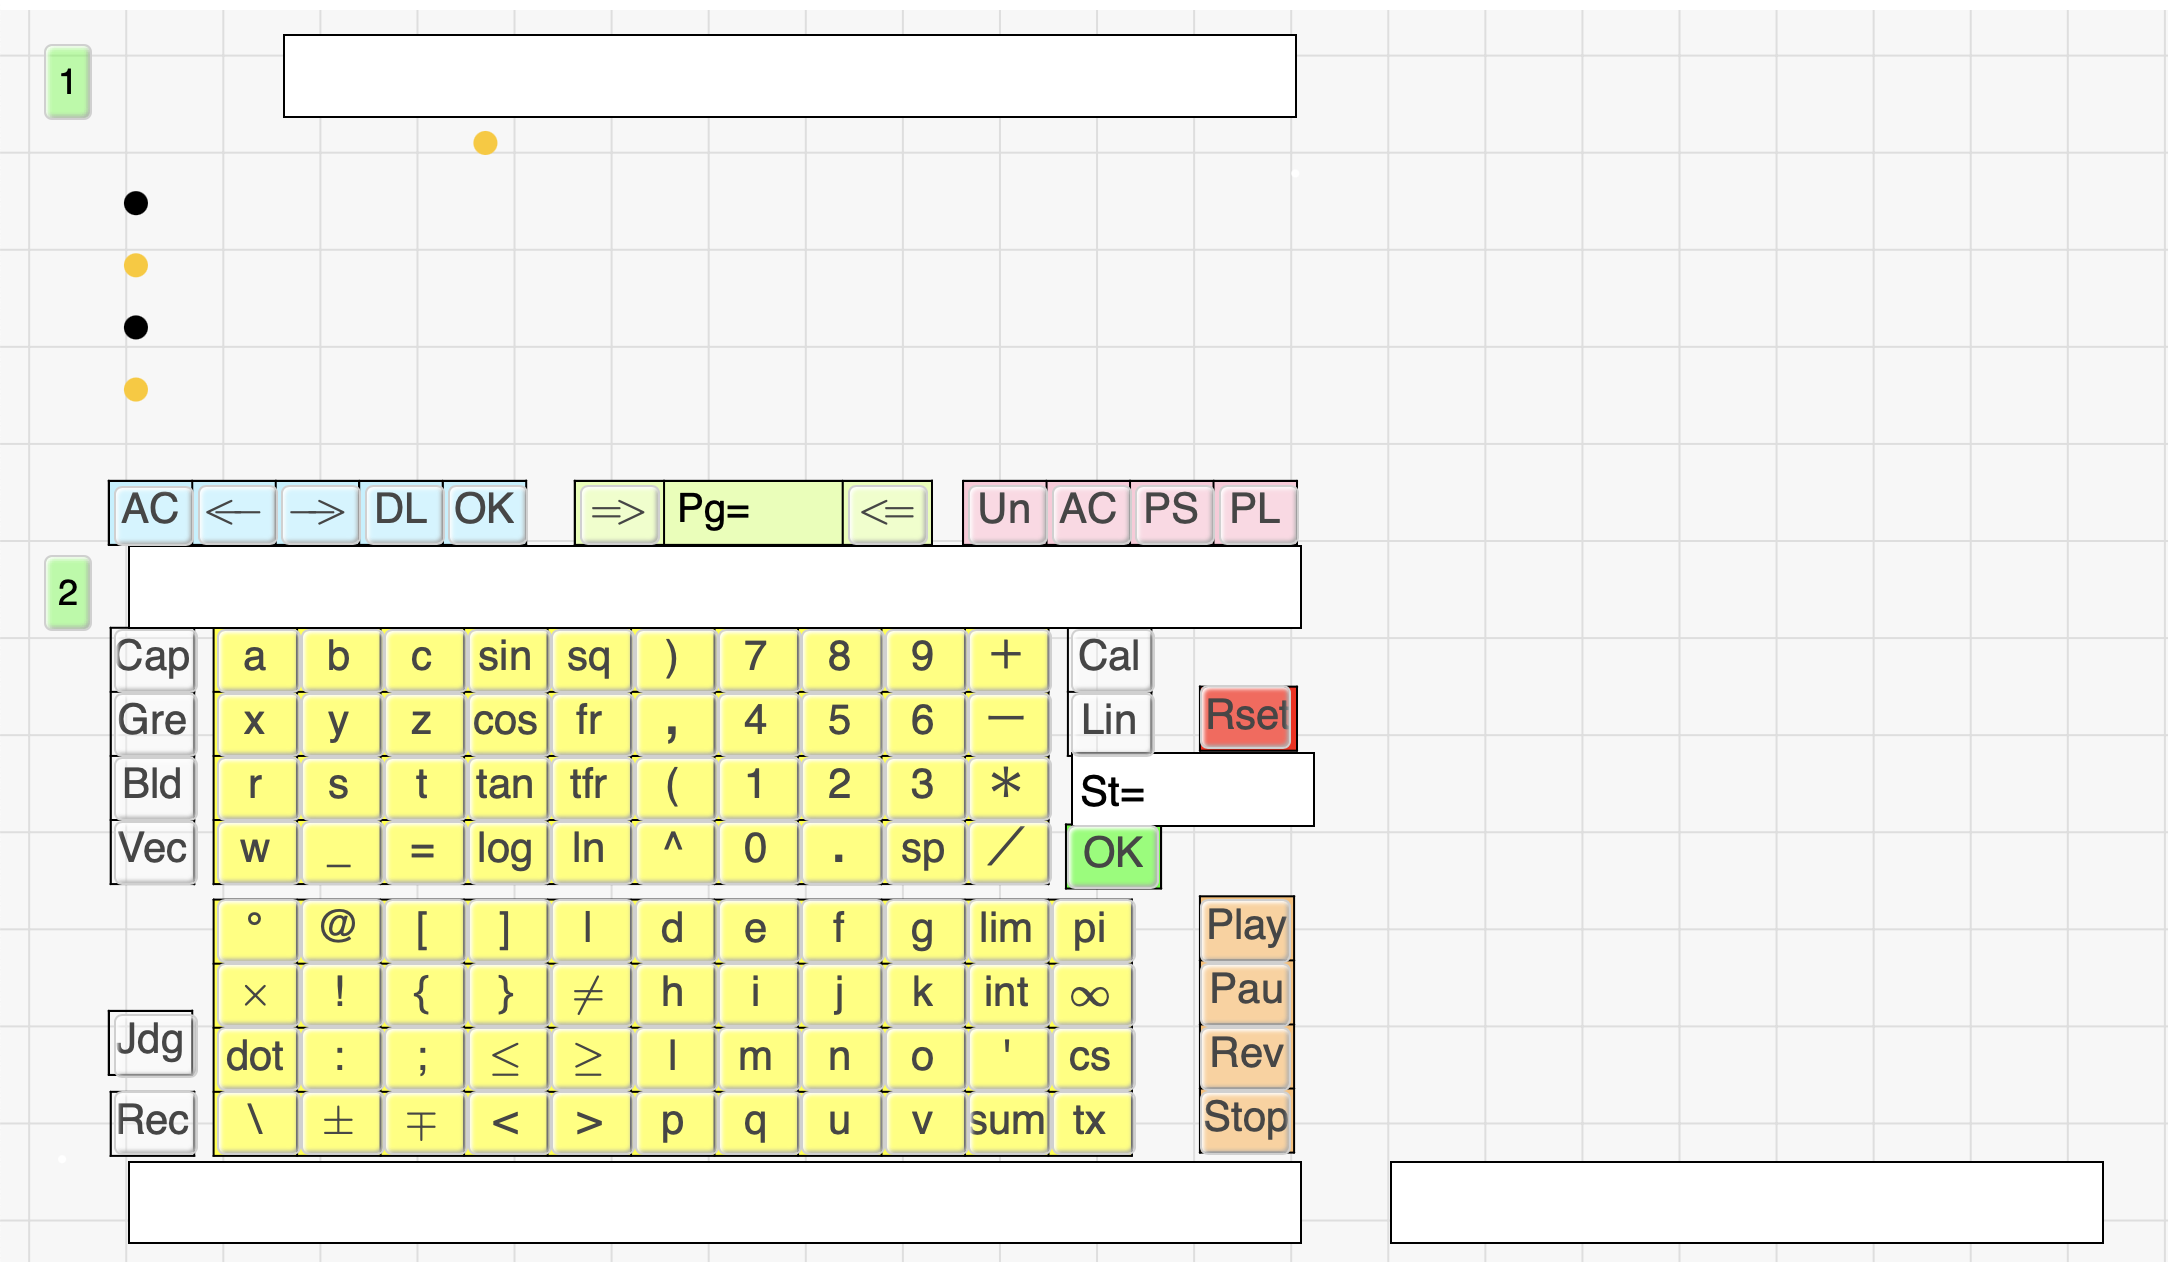 1
AC ← → DL OK => Pg= <= Un AC PS PL
2
Cap a b c sin sq ) 7 8 9 + Cal
Gre x y z cos fr , 4 5 6 − Lin Rset
Bld r s t tan tfr ( 1 2 3 * St=
Vec w _ = log ln ^ 0 . sp / OK
° @ [ ] | d e f g lim pi Play
× ! { } ≠ h i j k int ∞ Pau
Jdg dot : ; ≤ ≥ l m n o ' cs Rev
Rec \ ± ∓ < > p q u v sum tx Stop